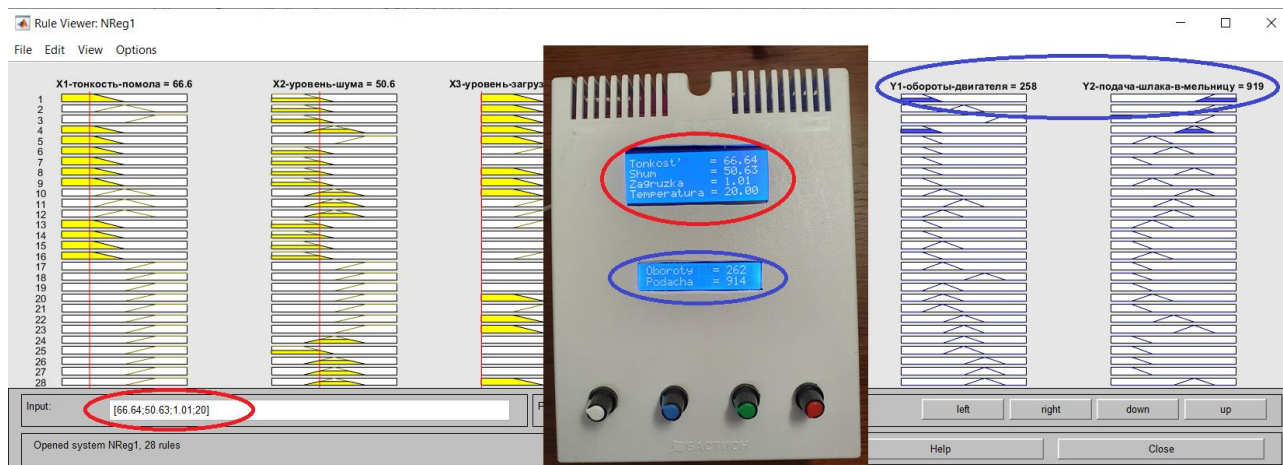 Rule Viewer: NReg1
File Edit View Options
X1-тонкость-помола = 66.6
X2-уровень-шума = 50.6
X3-уровень-загруз
Y1-обороты-двигателя = 258
Y2-подача-шлака-в-мельницу = 919
1
2
3
4
5
6
7
8
9
10
11
12
13
14
15
16
17
18
19
20
21
22
23
24
25
26
27
28
Tonkost' = 66.64
Shum = 50.63
Zagruzka = 1.01
Temperatura = 20.00
Oboroty = 262
Podacha = 914
БАСТИОН
Input:
[66.64;50.63;1.01;20]
P
left
right
down
up
Opened system NReg1, 28 rules
Help
Close